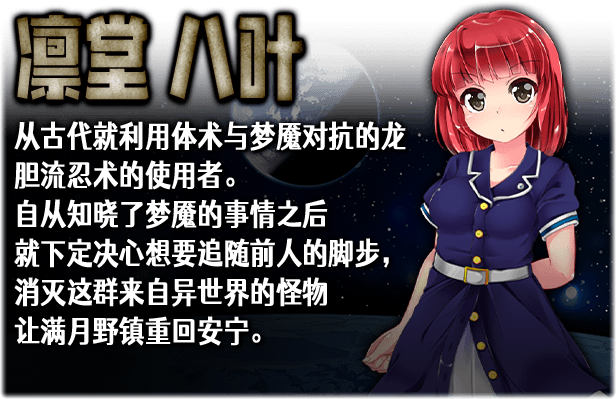 凛堂 八叶
从古代就利用体术与梦魇对抗的龙
胆流忍术的使用者。
自从知晓了梦魇的事情之后
就下定决心想要追随前人的脚步，
消灭这群来自异世界的怪物
让满月野镇重回安宁。